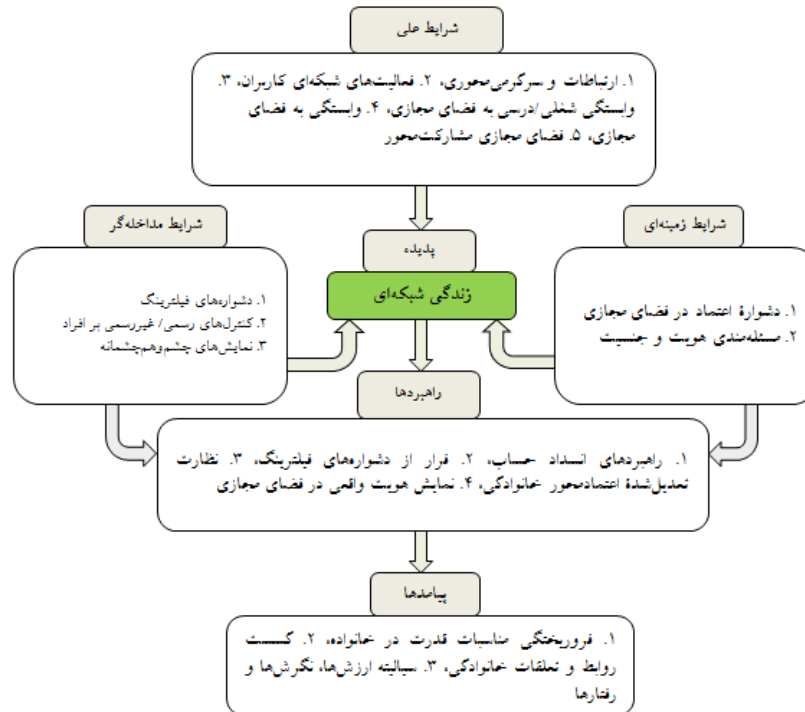 شرایط علی
۱. ارتباطات و سرگرمی‌محوری، ۲. فعالیت‌های شبکه‌ای کاربران، ۳.
وابستگی شغلی/درسی به فضای مجازی، ۴. وابستگی به فضای
مجازی، ۵. فضای مجازی مشارکت‌محور
شرایط زمینه‌ای
۱. دشوارهٔ اعتماد در فضای مجازی
۲. مسئله‌مندی هویت و جنسیت
پدیده
زندگی شبکه‌ای
شرایط مداخله‌گر
۱. دشواره‌های فیلترینگ
۲. کنترل‌های رسمی/ غیررسمی بر افراد
۳. نمایش‌های چشم‌وهم‌چشمانه
راهبردها
۱. راهبردهای انسداد حساب، ۲. فرار از دشواره‌های فیلترینگ، ۳. نظارت
تعدیل‌شدهٔ اعتمادمحور خانوادگی، ۴. نمایش هویت واقعی در فضای مجازی
پیامدها
۱. فروریختگی مناسبات قدرت در خانواده، ۲. گسست
روابط و تعلقات خانوادگی، ۳. سیالیته ارزش‌ها، نگرش‌ها و
رفتارها